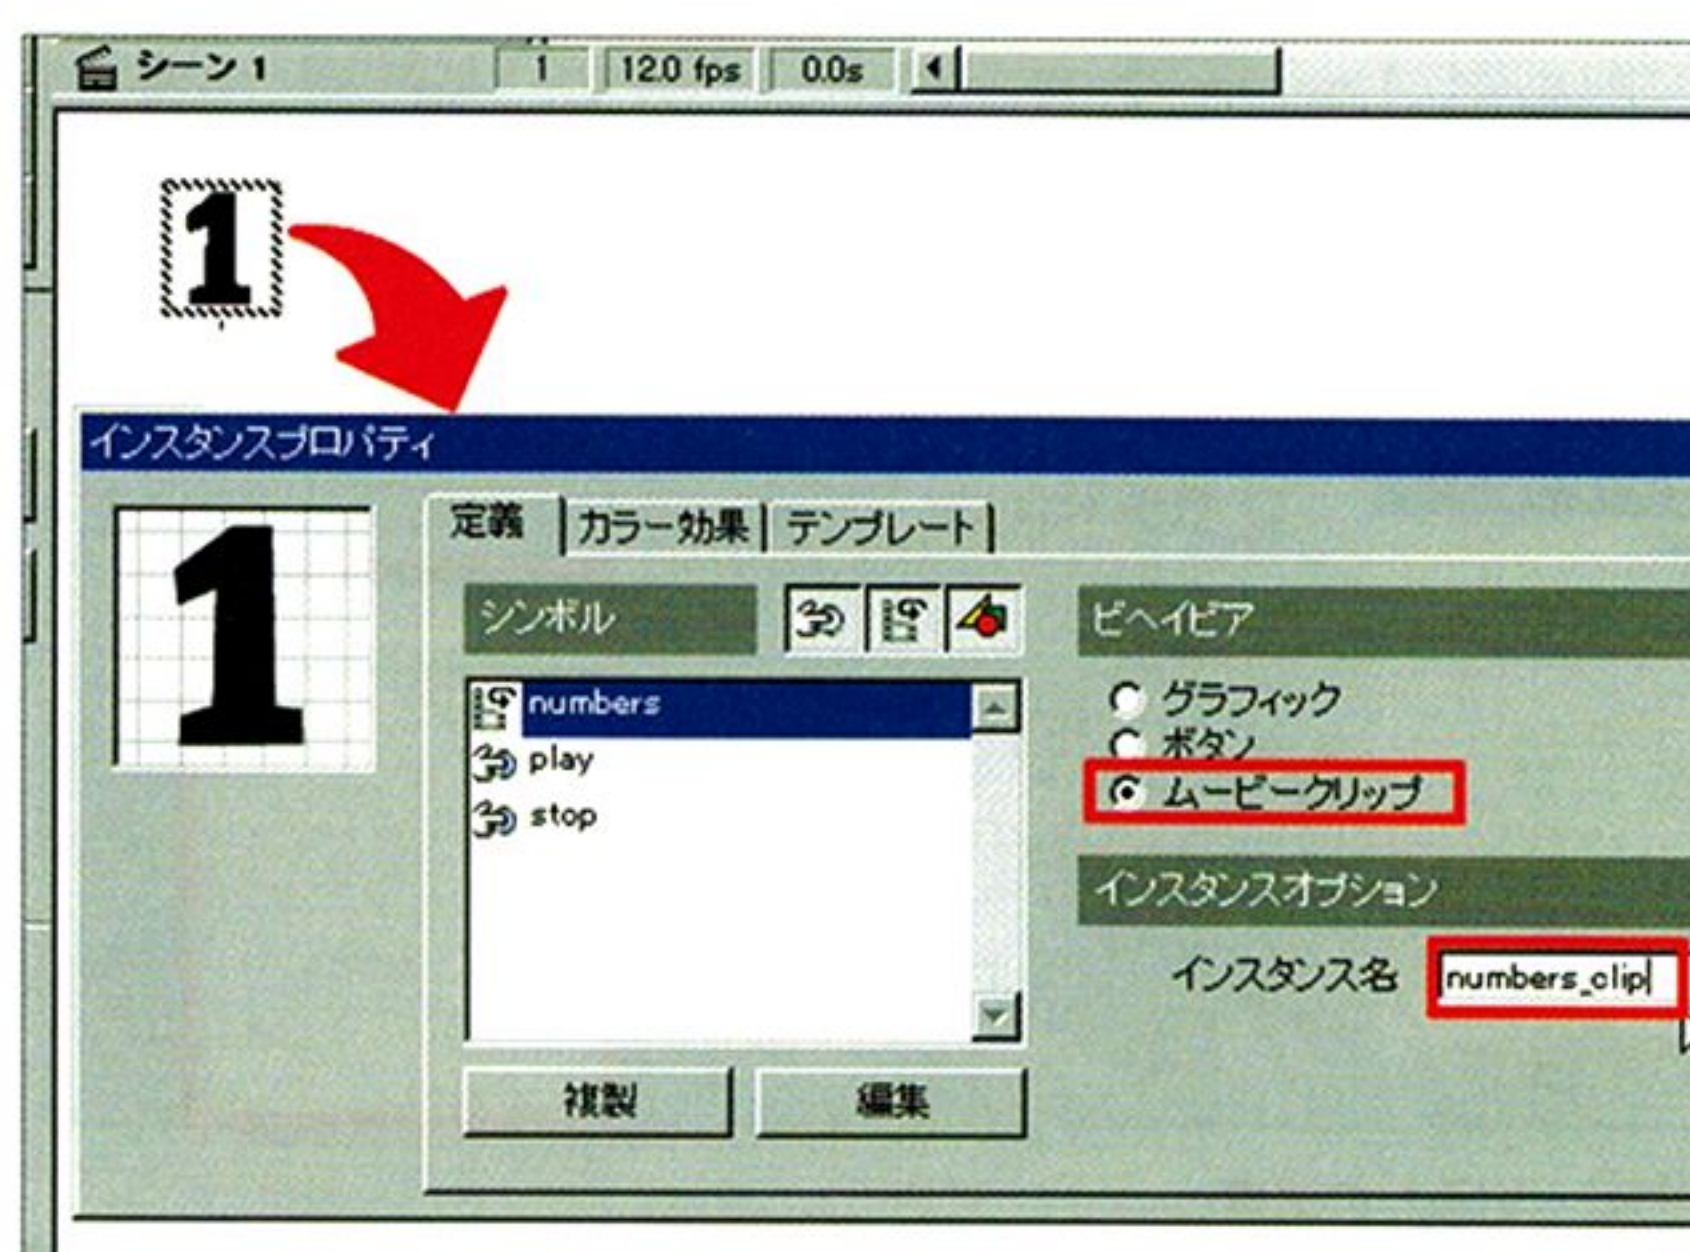 シーン 1
1
12.0 fps
0.0s
1
インスタンスプロパティ
1
定義
カラー効果
テンプレート
シンボル
ビヘイビア
numbers
play
stop
グラフィック
ボタン
ムービークリップ
インスタンスオプション
インスタンス名
numbers_clip
複製
編集